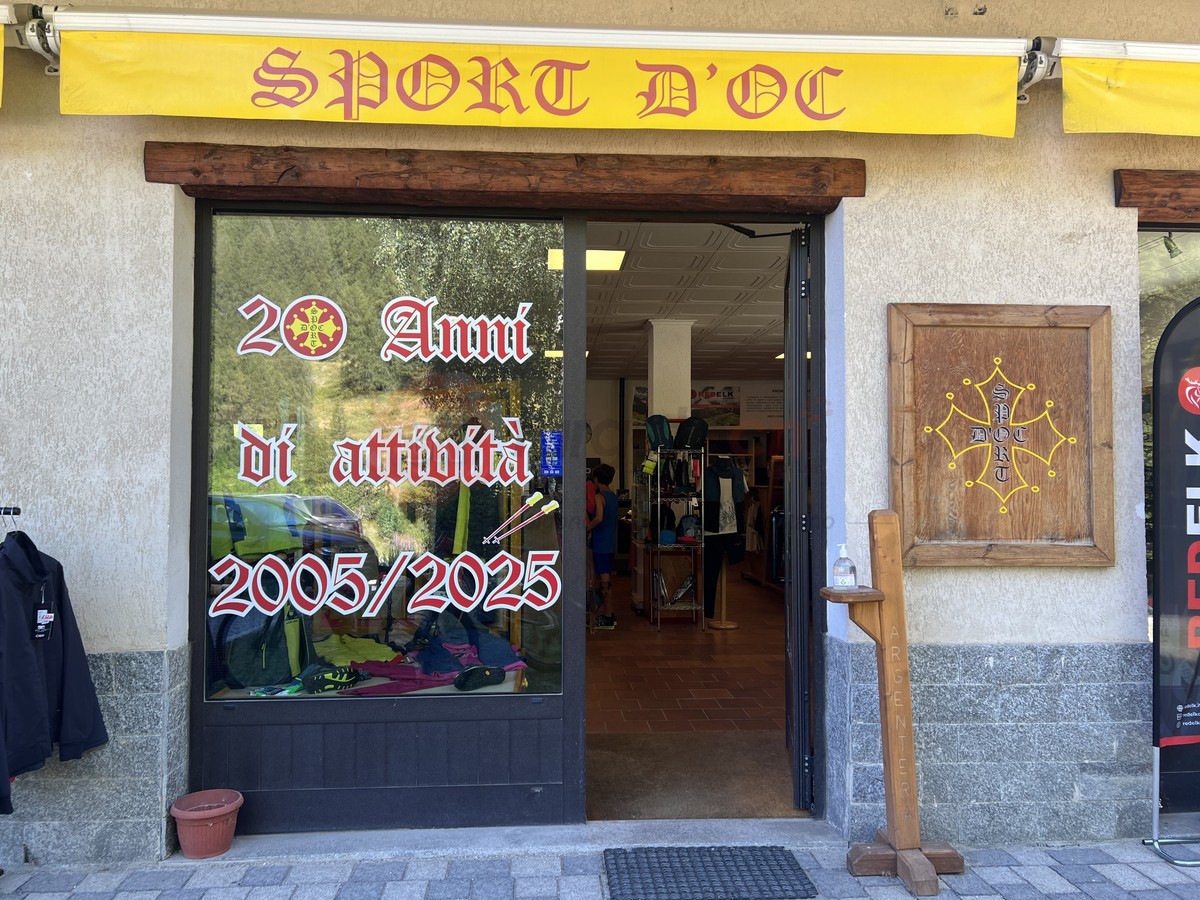 SPORT D'OC
20 Anni
di attività
2005/2025
SPORT
D'OC
SPORT
D'OC
REBELK
REBELK
ARGENTERA